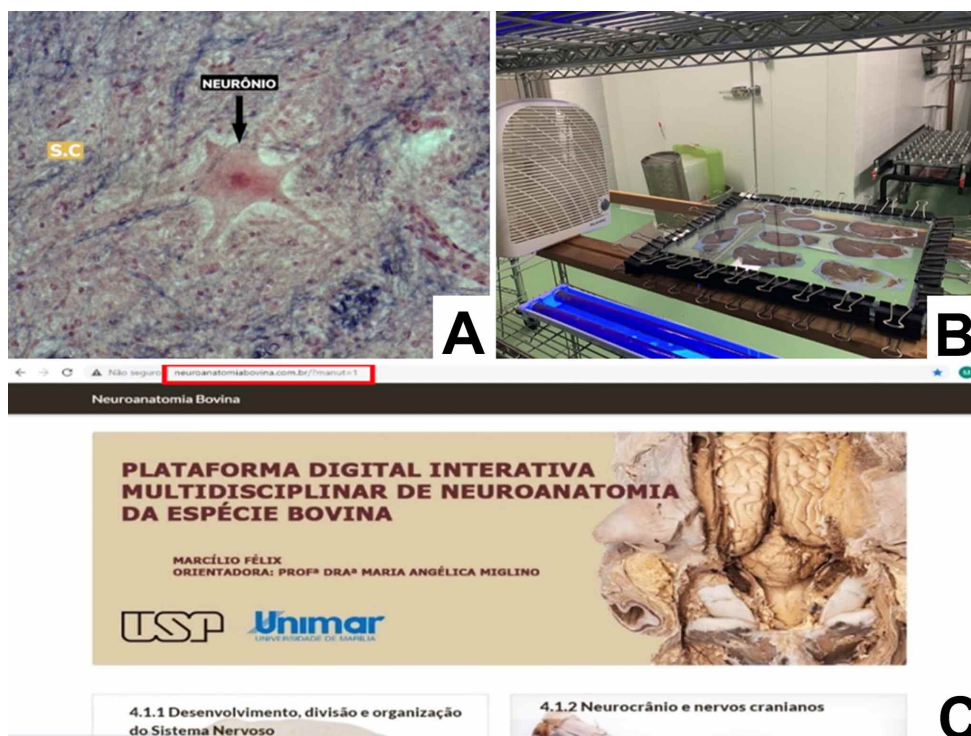 NEURÔNIO
S.C
A
B
Não seguro neuroanatomiabovina.com.br/?manut=1
Neuroanatomia Bovina
PLATAFORMA DIGITAL INTERATIVA
MULTIDISCIPLINAR DE NEUROANATOMIA
DA ESPÉCIE BOVINA
MARCÍLIO FÉLIX
ORIENTADORA: PROFª DRAª MARIA ANGÉLICA MIGLINO
USP Unimar
UNIVERSIDADE DE MARÍLIA
4.1.1 Desenvolvimento, divisão e organização
do Sistema Nervoso
4.1.2 Neurocrânio e nervos cranianos
C